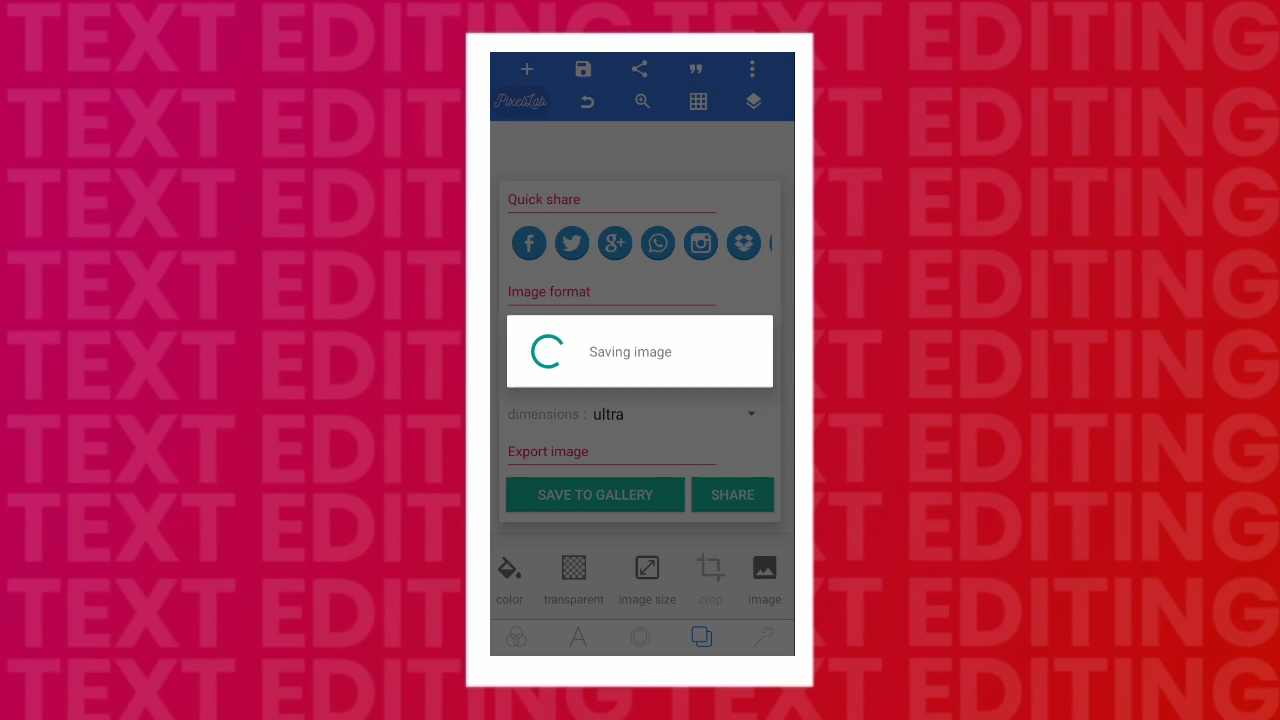 TEXT EDITING TEXT EDITING
TEXT EDITING TEXT EDITING
TEXT EDITING TEXT EDITING
TEXT EDITING TEXT EDITING
TEXT EDITING TEXT EDITING
TEXT EDITING TEXT EDITING
TEXT EDITING TEXT EDITING
TEXT EDITING TEXT EDITING
TEXT EDITING TEXT EDITING
PixelLab
Quick share
Image format
Saving image
dimensions : ultra
Export image
SAVE TO GALLERY SHARE
color transparent image size crop image